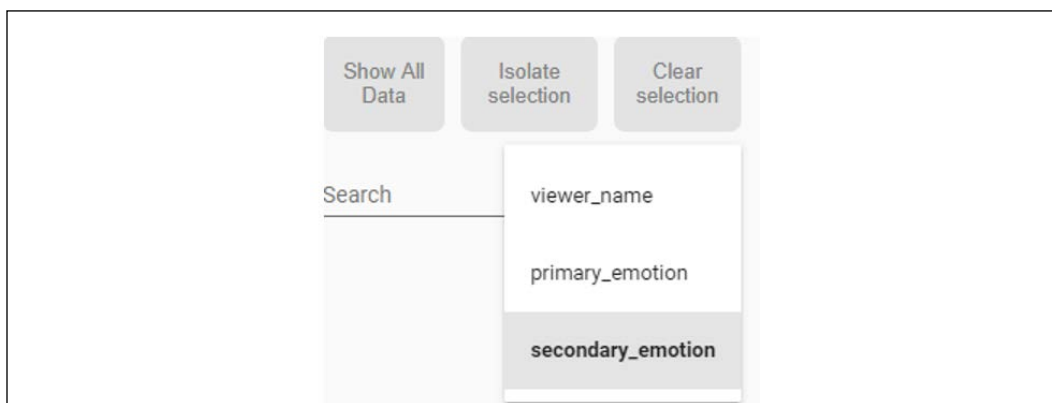 Show All
Data
Isolate
selection
Clear
selection
Search
viewer_name
primary_emotion
secondary_emotion